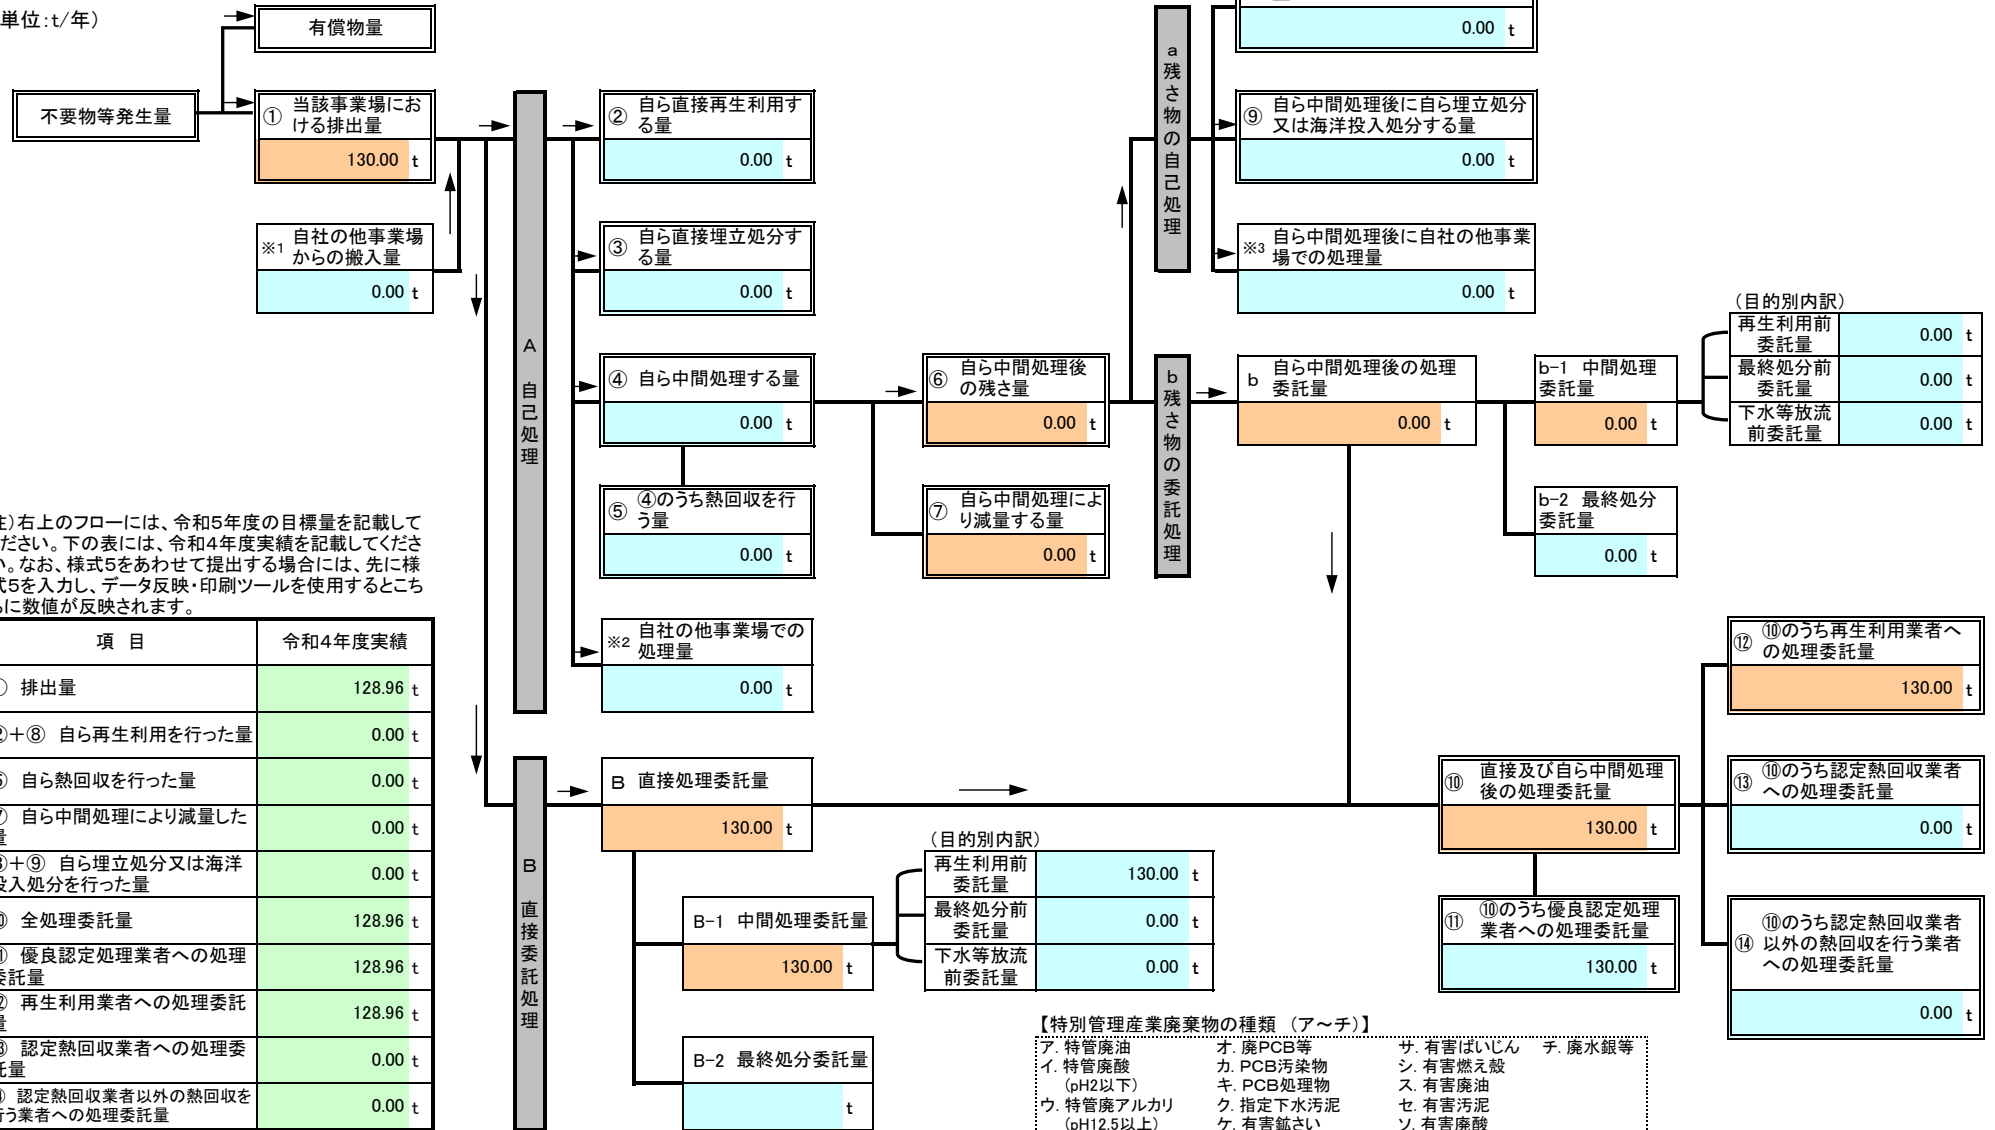 単位:t/年）
有償物量
不要物等発生量
① 当該事業場にお
ける排出量
130.00 t
※1 自社の他事業場
からの搬入量
0.00 t
A 自己処理
② 自ら直接再生利用す
る量
0.00 t
③ 自ら直接埋立処分す
る量
0.00 t
④ 自ら中間処理する量
0.00 t
⑤ ④のうち熱回収を行
う量
0.00 t
※2 自社の他事業場での
処理量
0.00 t
⑥ 自ら中間処理後
の残さ量
0.00 t
⑦ 自ら中間処理によ
り減量する量
0.00 t
a 残さ物の自己処理
0.00 t
⑨ 自ら中間処理後に自ら埋立処分
又は海洋投入処分する量
0.00 t
※3 自ら中間処理後に自社の他事業
場での処理量
0.00 t
b 残さ物の委託処理
b 自ら中間処理後の処理
委託量
0.00 t
b-1 中間処理
委託量
0.00 t
（目的別内訳）
再生利用前
委託量
0.00 t
最終処分前
委託量
0.00 t
下水等放流
前委託量
0.00 t
b-2 最終処分
委託量
0.00 t
)右上のフローには、令和5年度の目標量を記載して
ださい。下の表には、令和4年度実績を記載してくださ
。なお、様式5をあわせて提出する場合には、先に様
式5を入力し、データ反映・印刷ツールを使用するとこち
に数値が反映されます。
項 目 令和4年度実績
排出量 128.96 t
＋⑧ 自ら再生利用を行った量 0.00 t
自ら熱回収を行った量 0.00 t
自ら中間処理により減量した
量
0.00 t
＋⑨ 自ら埋立処分又は海洋
投入処分を行った量
0.00 t
全処理委託量 128.96 t
優良認定処理業者への処理
委託量
128.96 t
再生利用業者への処理委託
量
128.96 t
認定熱回収業者への処理委
託量
0.00 t
認定熱回収業者以外の熱回収を
行う業者への処理委託量
0.00 t
B 直接委託処理
B 直接処理委託量
130.00 t
B-1 中間処理委託量
130.00 t
（目的別内訳）
再生利用前
委託量
130.00 t
最終処分前
委託量
0.00 t
下水等放流
前委託量
0.00 t
B-2 最終処分委託量
t
⑩ 直接及び自ら中間処理
後の処理委託量
130.00 t
⑪ ⑩のうち優良認定処理
業者への処理委託量
130.00 t
⑫ ⑩のうち再生利用業者へ
の処理委託量
130.00 t
⑬ ⑩のうち認定熱回収業者
への処理委託量
0.00 t
⑭ ⑩のうち認定熱回収業者
以外の熱回収を行う業者
への処理委託量
0.00 t
【特別管理産業廃棄物の種類 （ア～チ）】
ア. 特管廃油 オ. 廃PCB等 サ. 有害ばいじん チ. 廃水銀等
イ. 特管廃酸 カ. PCB汚染物 シ. 有害燃え殻
（pH2以下） キ. PCB処理物 ス. 有害廃油
ウ. 特管廃アルカリ ク. 指定下水汚泥 セ. 有害汚泥
（pH12.5以上） ケ. 有害鉱さい ソ. 有害廃酸